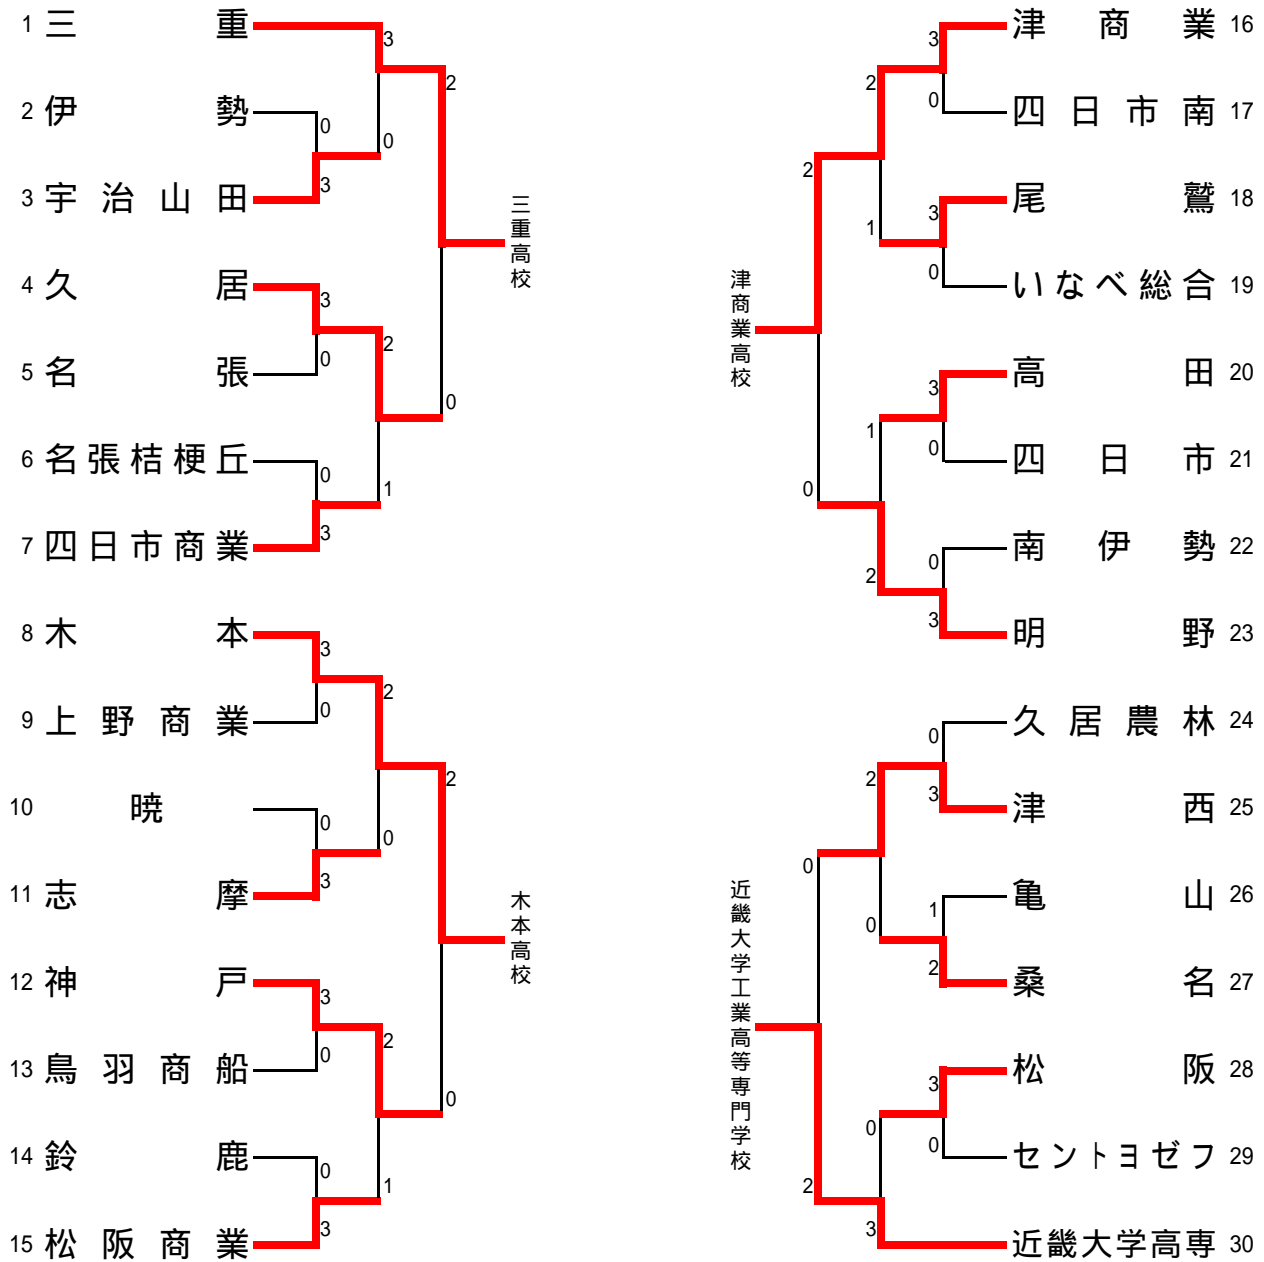 1 三重
2 伊勢
3 宇治山田
4 久居
5 名張
6 名張桔梗丘
7 四日市商業
8 木本
9 上野商業
10 暁
11 志摩
12 神戸
13 鳥羽商船
14 鈴鹿
15 松阪商業
3
0
0
3
2
3
0
2
0
0
1
3
三重高校
3
0
2
0
0
3
2
3
0
2
0
0
1
3
木本高校
津商業 16
四日市南 17
尾鷲 18
いなべ総合 19
高田 20
四日市 21
南伊勢 22
明野 23
久居農林 24
津西 25
亀山 26
桑名 27
松阪 28
セントヨゼフ 29
近畿大学高専 30
3
2
0
2
3
1
0
3
1
0
0
0
2
3
津商業高校
0
2
3
0
1
0
2
3
0
0
2
3
近畿大学工業高等専門学校